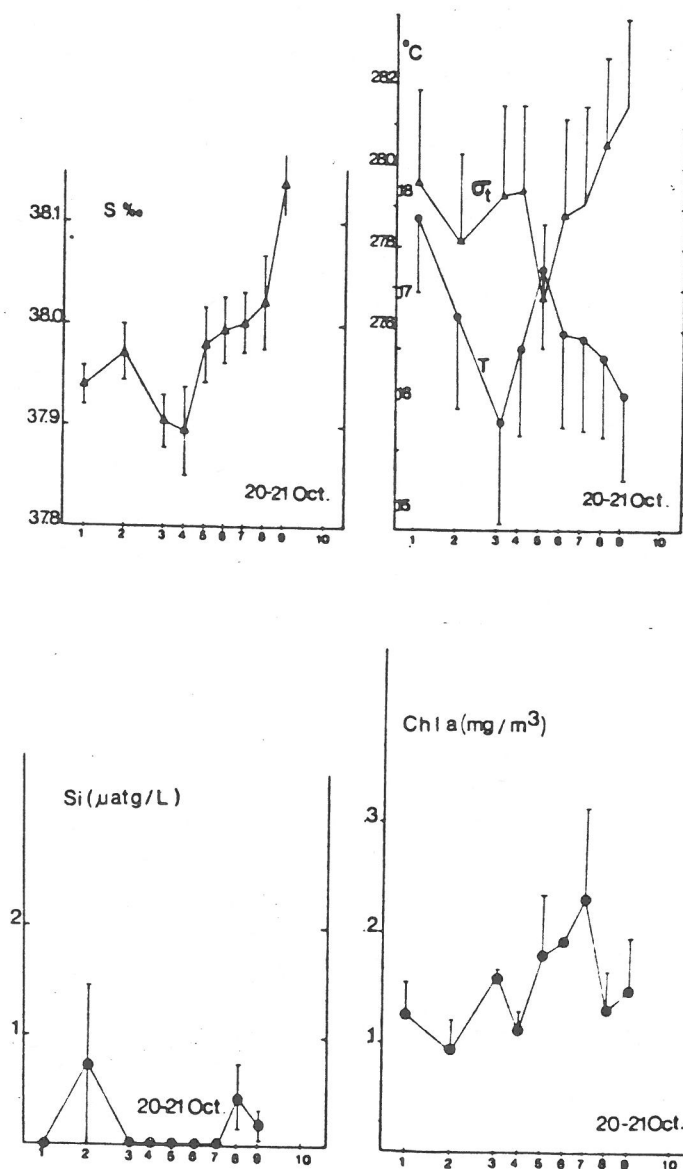 S ‰
38.1
38.0
37.9
37.8
20-21 Oct.
1 2 3 4 5 6 7 8 9 10
°C
28.2
28.0
18
27.8
17
27.6
16
15
σt
T
20-21 Oct.
1 2 3 4 5 6 7 8 9 10
Si (µatg/L)
2
1
20-21 Oct.
1 2 3 4 5 6 7 8 9 10
Chl a (mg/m³)
.3
.2
.1
20-21 Oct.
1 2 3 4 5 6 7 8 9 10